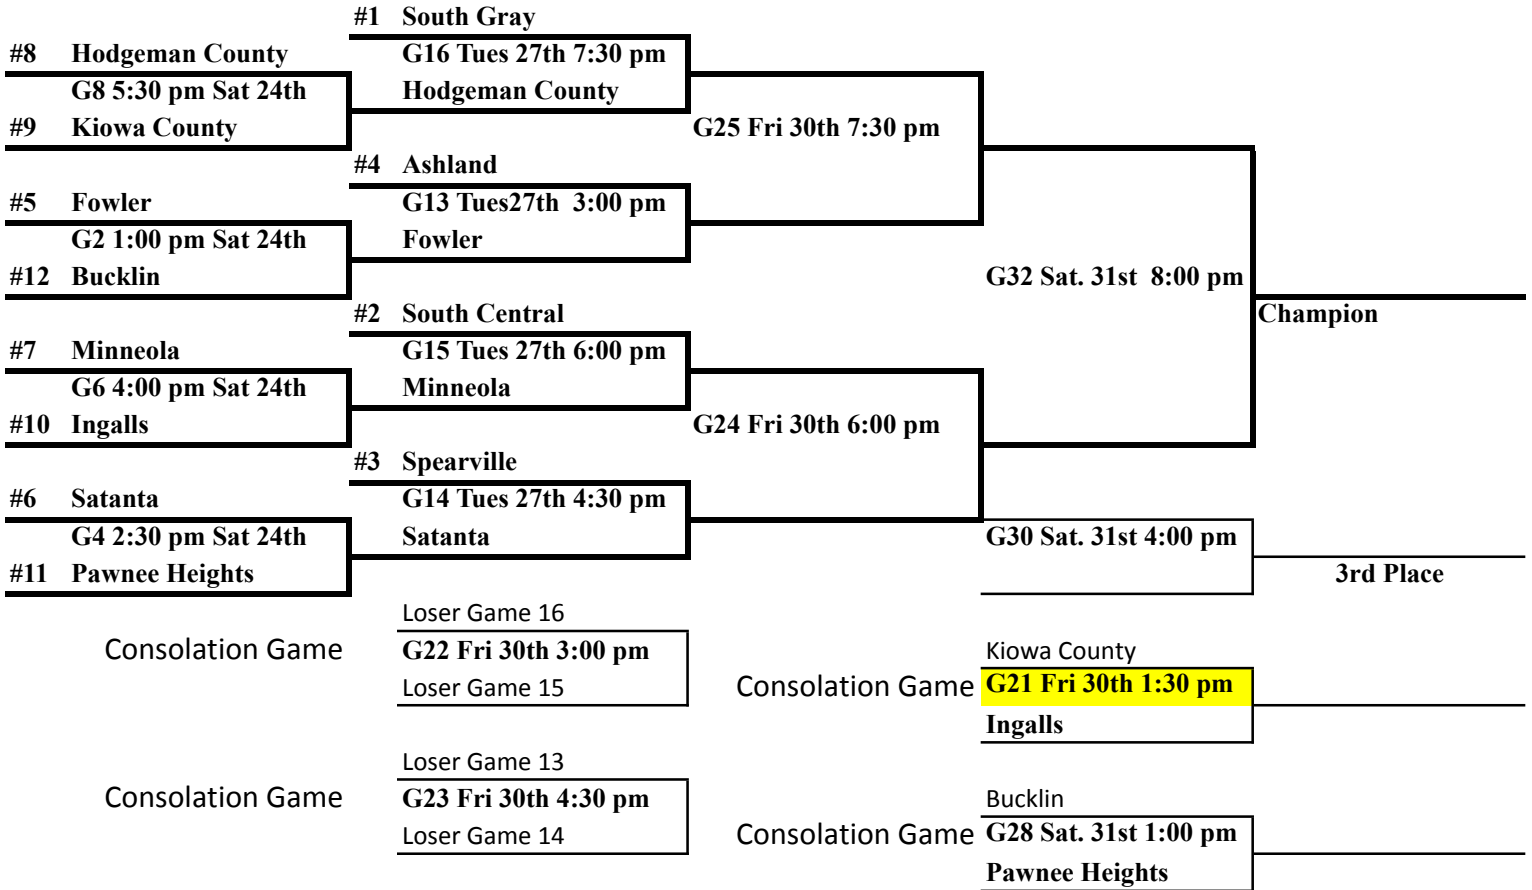 #1 South Gray
#8 Hodgeman County
G16 Tues 27th 7:30 pm
G8 5:30 pm Sat 24th
Hodgeman County
#9 Kiowa County
G25 Fri 30th 7:30 pm
#4 Ashland
#5 Fowler
G13 Tues27th 3:00 pm
G2 1:00 pm Sat 24th
Fowler
#12 Bucklin
G32 Sat. 31st 8:00 pm
#2 South Central
Champion
#7 Minneola
G15 Tues 27th 6:00 pm
G6 4:00 pm Sat 24th
Minneola
#10 Ingalls
G24 Fri 30th 6:00 pm
#3 Spearville
#6 Satanta
G14 Tues 27th 4:30 pm
G4 2:30 pm Sat 24th
Satanta
G30 Sat. 31st 4:00 pm
#11 Pawnee Heights
3rd Place
Loser Game 16
Consolation Game
G22 Fri 30th 3:00 pm
Kiowa County
Loser Game 15
Consolation Game
G21 Fri 30th 1:30 pm
Ingalls
Loser Game 13
Consolation Game
G23 Fri 30th 4:30 pm
Bucklin
Loser Game 14
Consolation Game
G28 Sat. 31st 1:00 pm
Pawnee Heights